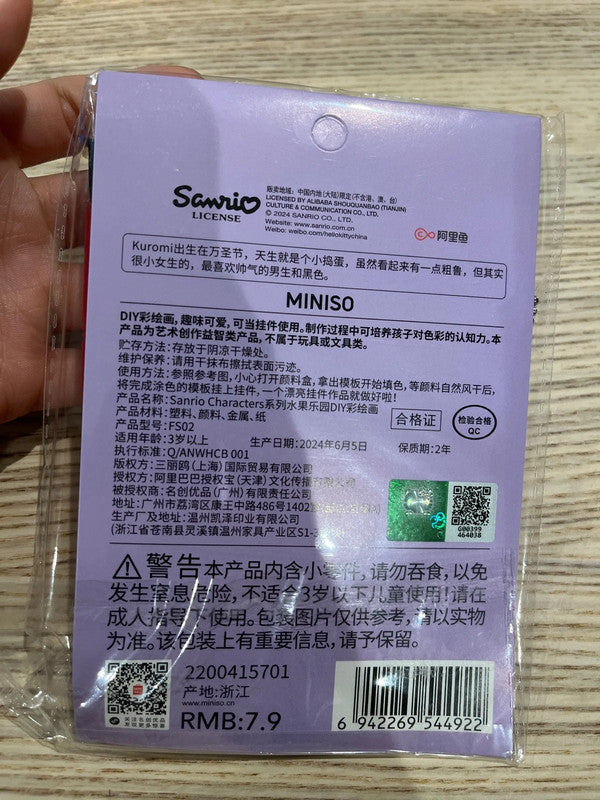 Sanrio
LICENSE
贩卖地域：中国内地(大陆)限定(不含港、澳、台)
LICENSED BY ALIBABA SHOUQUANBAO (TIANJIN)
CULTURE & COMMUNICATION CO., LTD.
© 2024 SANRIO CO., LTD.
Website: www.sanrio.com.cn
Weibo: weibo.com/hellokittychina
阿里鱼
Kuromi出生在万圣节，天生就是个小捣蛋，虽然看起来有一点粗鲁，但其实
很小女生的，最喜欢帅气的男生和黑色。
MINISO
DIY彩绘画，趣味可爱，可当挂件使用。制作过程中可培养孩子对色彩的认知力。本
产品为艺术创作益智类产品，不属于玩具或文具类。
贮存方法：存放于阴凉干燥处。
维护保养：请用干抹布擦拭表面污迹。
使用方法：参照参考图，小心打开颜料盒，拿出模板开始填色，等颜料自然风干后，
将完成涂色的模板挂上挂件，一个漂亮挂件作品就做好啦！
产品名称：Sanrio Characters系列水果乐园DIY彩绘画
产品材料：塑料、颜料、金属、纸
产品型号：FS02
合格证
检验合格
QC
适用年龄：3岁以上
生产日期：2024年6月5日
保质期：2年
执行标准：Q/ANWHCB 001
版权方：三丽鸥(上海)国际贸易有限公司
授权方：阿里巴巴授权宝(天津)文化传播有限公司
被授权商：名创优品(广州)有限责任公司
地址：广州市荔湾区康王中路486号1402
生产厂及地址：温州凯泽印业有限公司
(浙江省苍南县灵溪镇温州家具产业区S1-3
G00399
464038
警告本产品内含小零件，请勿吞食，以免
发生窒息危险，不适合3岁以下儿童使用！请在
成人指导下使用。包装图片仅供参考，请以实物
为准。该包装上有重要信息，请予保留。
关注名创优品
发现更多惊喜
2200415701
产地：浙江
www.miniso.cn
RMB:7.9
6 942269 544922